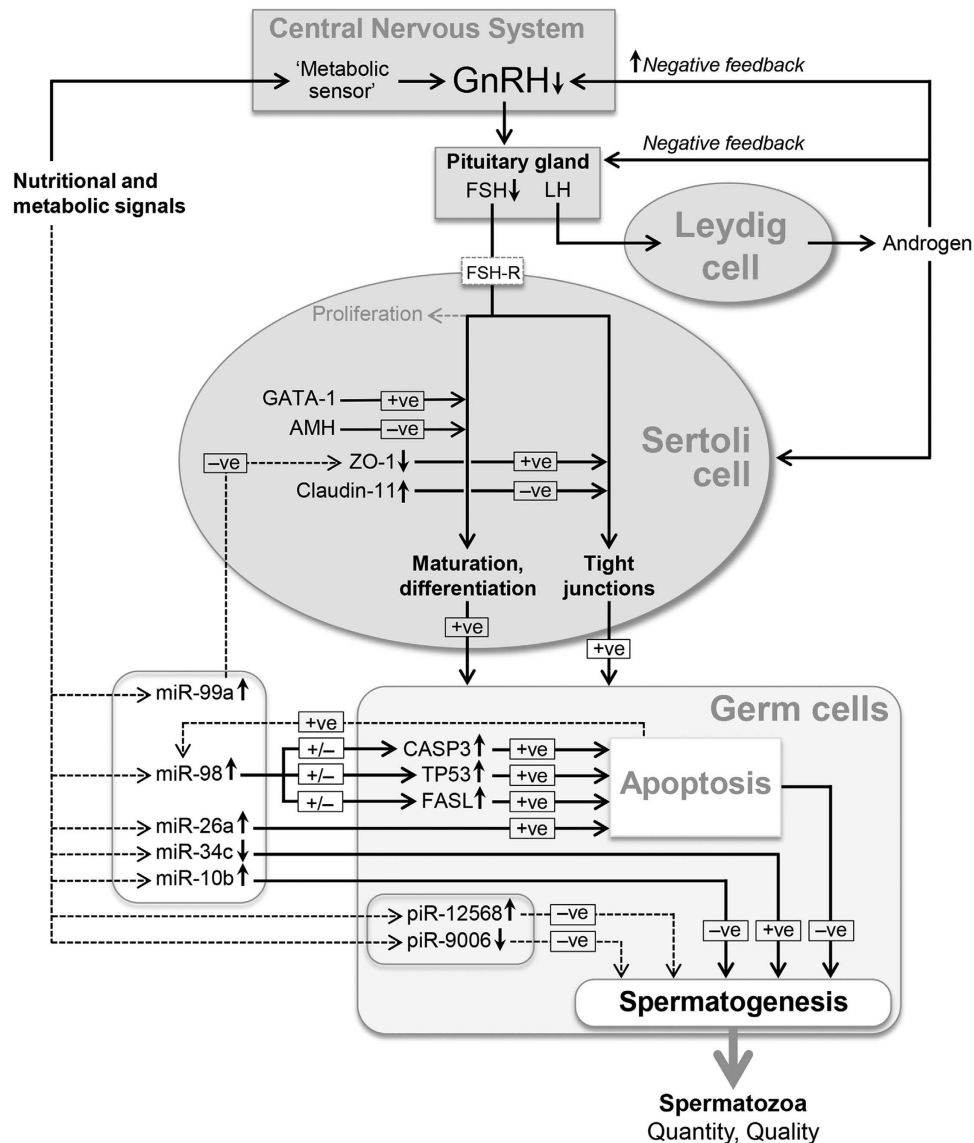 Central Nervous System
'Metabolic
sensor'
GnRH↓
↑Negative feedback
Negative feedback
Pituitary gland
FSH↓ LH
Nutritional and
metabolic signals
Leydig
cell
Androgen
FSH-R
Proliferation
GATA-1 +ve
AMH –ve
–ve ZO-1↓ +ve
Claudin-11↑ –ve
Sertoli
cell
Maturation,
differentiation
Tight
junctions
+ve
+ve
Germ cells
miR-99a↑
+ve
+/– CASP3↑ +ve
miR-98↑ +/– TP53↑ +ve
+/– FASL↑ +ve
Apoptosis
miR-26a↑ +ve
miR-34c↓
miR-10b↑
piR-12568↑ –ve
piR-9006↓ –ve
–ve +ve –ve
Spermatogenesis
Spermatozoa
Quantity, Quality